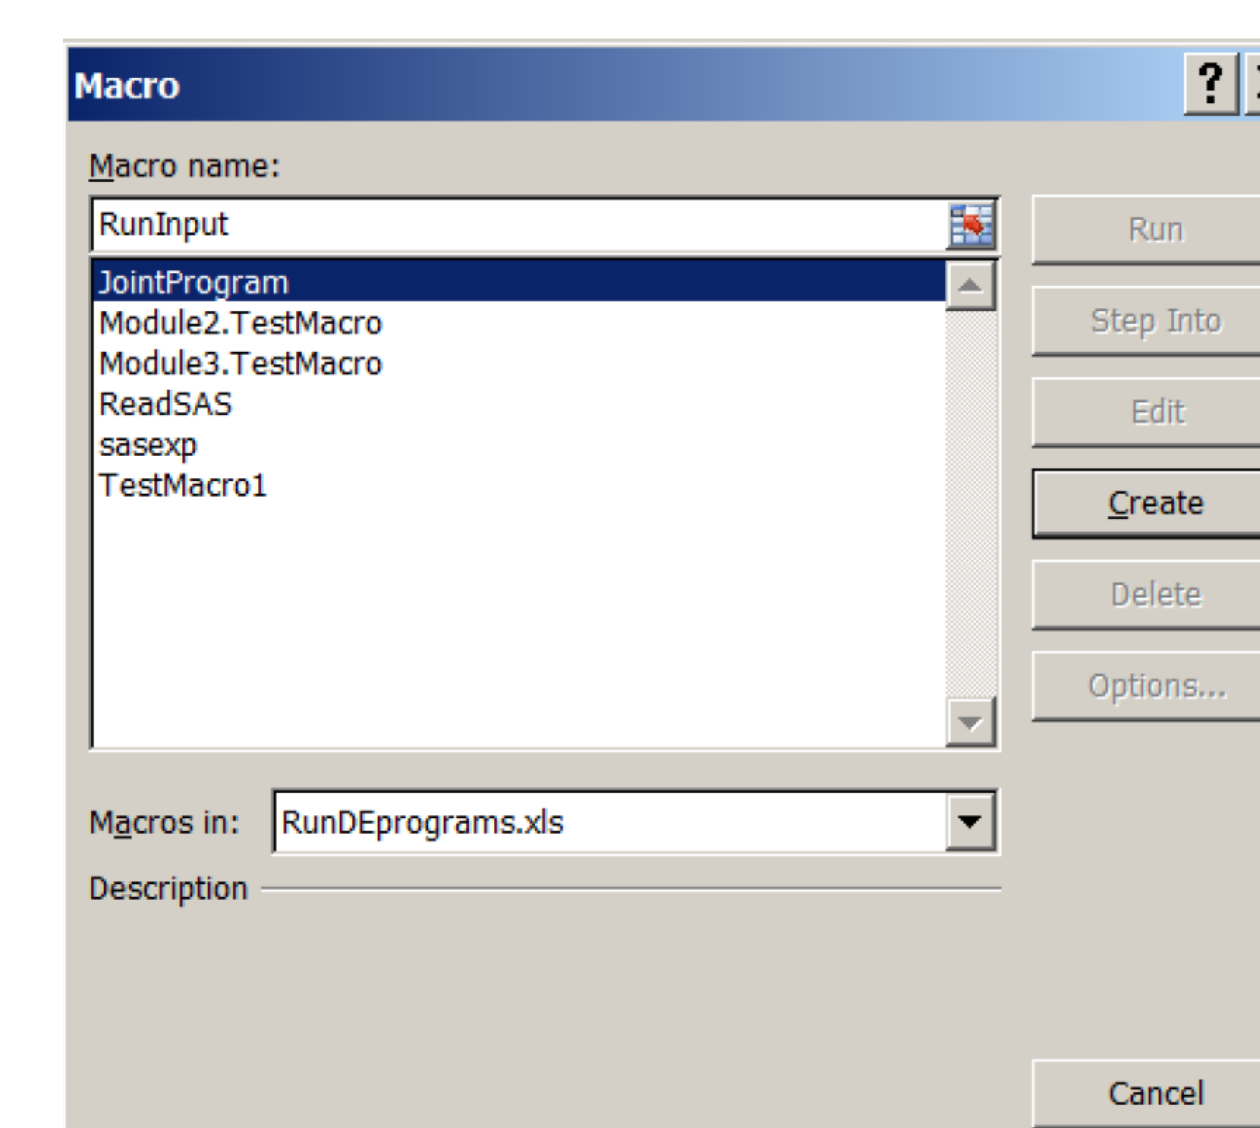 Macro
?
Macro name:
RunInput
JointProgram
Module2.TestMacro
Module3.TestMacro
ReadSAS
sasexp
TestMacro1
Run
Step Into
Edit
Create
Delete
Options...
Macros in:
RunDEprograms.xls
Description
Cancel